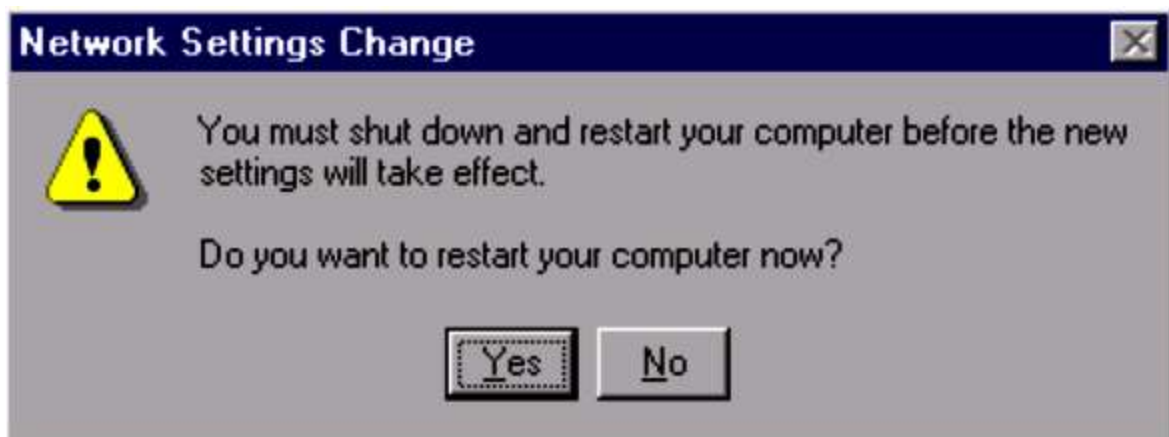 Network Settings Change
You must shut down and restart your computer before the new
settings will take effect.
Do you want to restart your computer now?
Yes
No